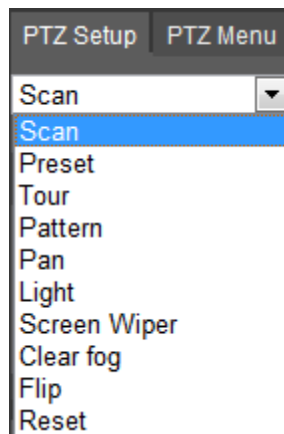 PTZ Setup PTZ Menu
Scan
Scan
Preset
Tour
Pattern
Pan
Light
Screen Wiper
Clear fog
Flip
Reset